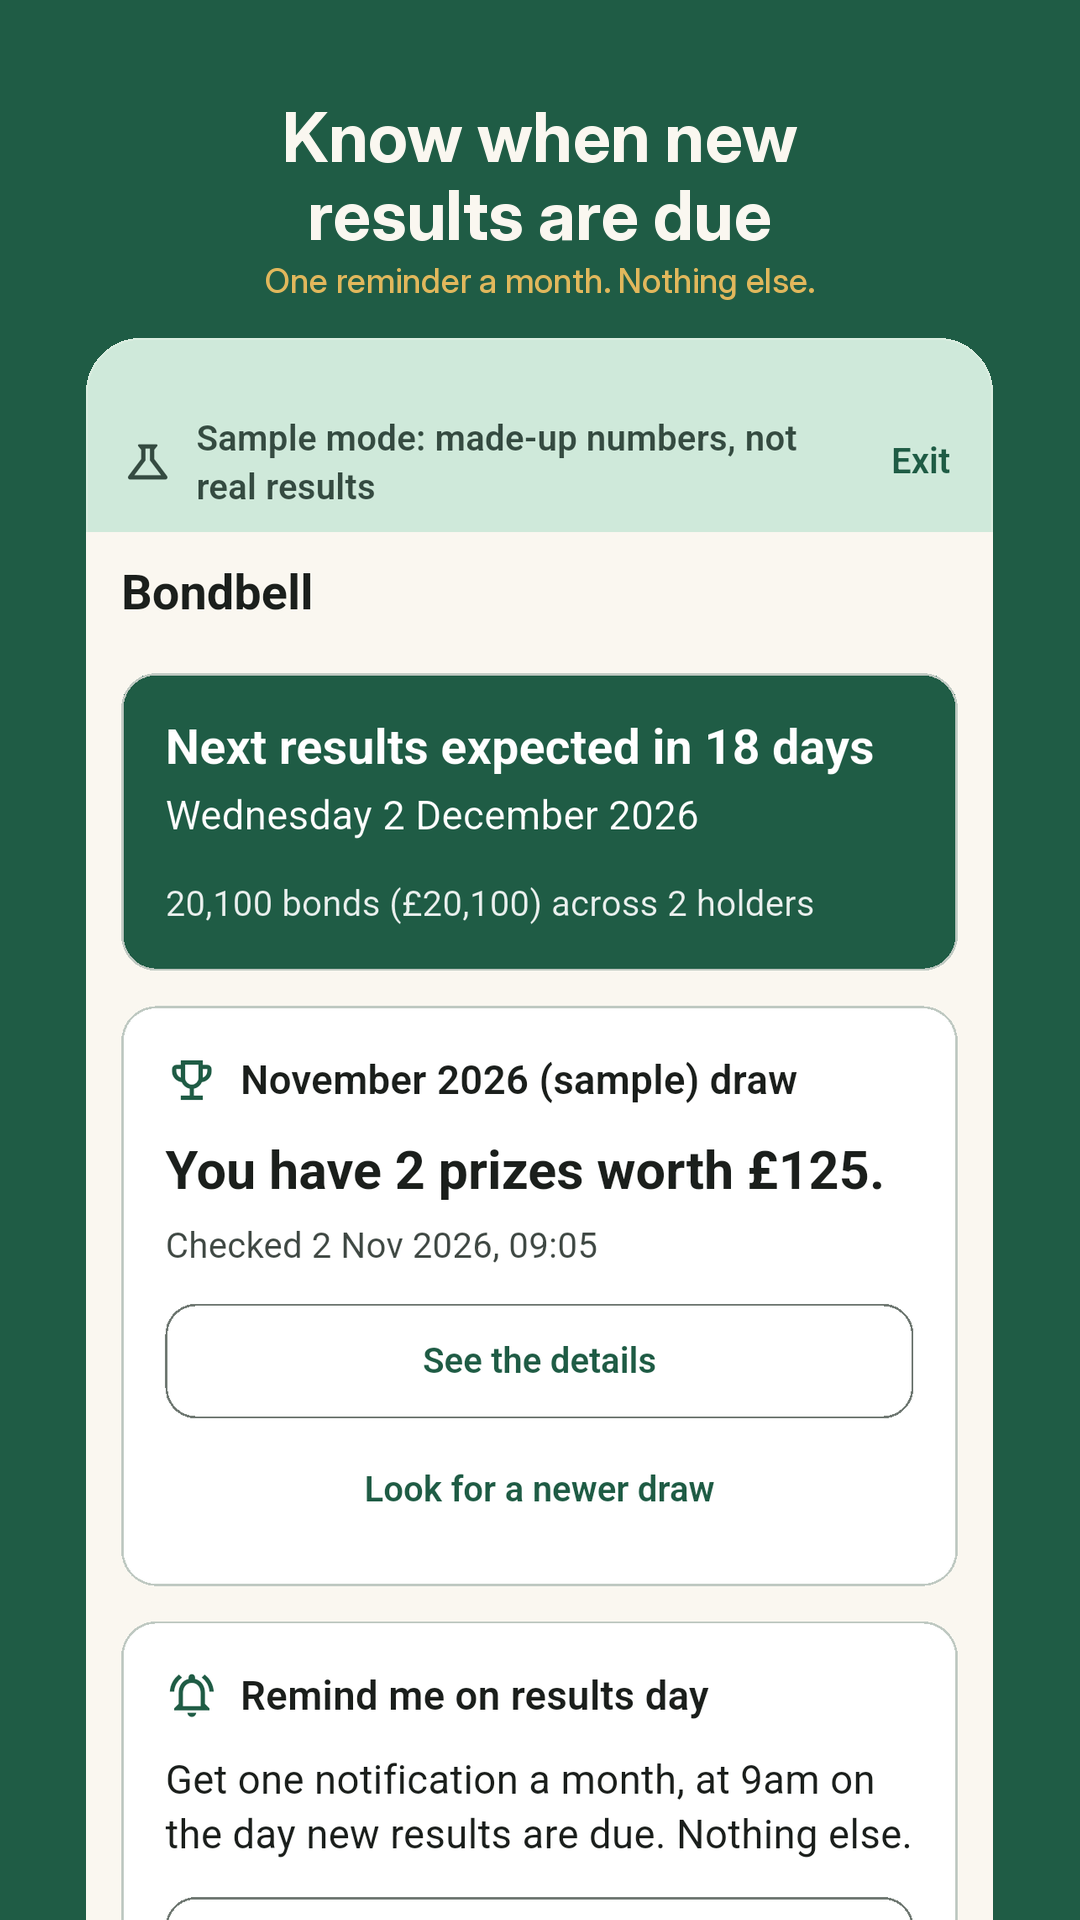 Know when new
results are due
One reminder a month. Nothing else.
Sample mode: made-up numbers, not
real results
Exit
Bondbell
Next results expected in 18 days
Wednesday 2 December 2026
20,100 bonds (£20,100) across 2 holders
November 2026 (sample) draw
You have 2 prizes worth £125.
Checked 2 Nov 2026, 09:05
See the details
Look for a newer draw
Remind me on results day
Get one notification a month, at 9am on
the day new results are due. Nothing else.